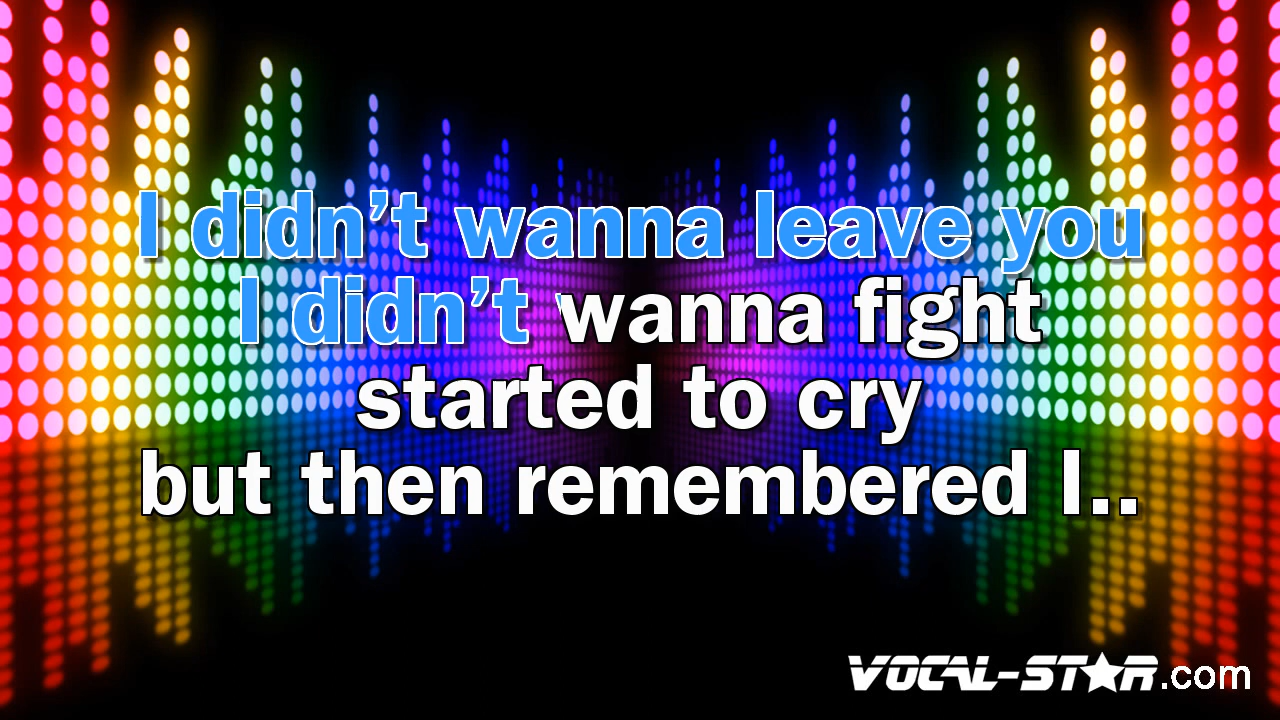 I didn’t wanna leave you
I didn’t wanna fight
started to cry
but then remembered I..
VOCAL-STAR.com